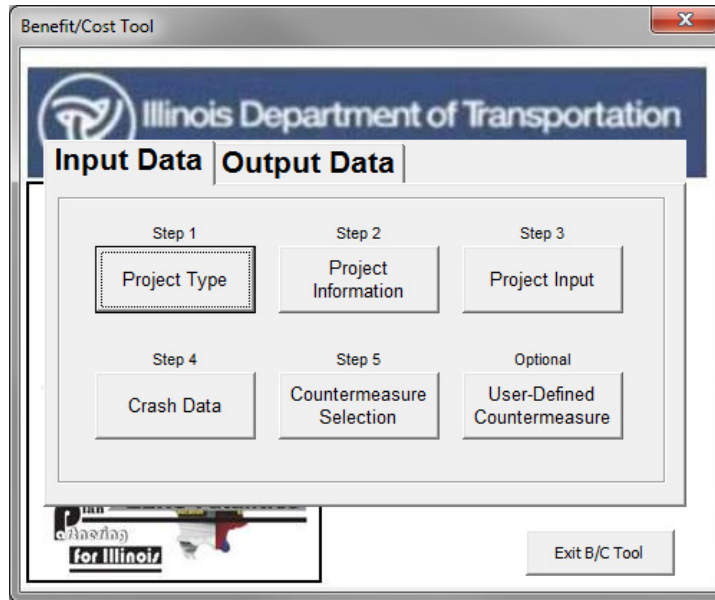 Benefit/Cost Tool
Illinois Department of Transportation
Input Data
Output Data
Step 1
Step 2
Step 3
Project Type
Project
Information
Project Input
Step 4
Step 5
Optional
Crash Data
Countermeasure
Selection
User-Defined
Countermeasure
Plan
for Illinois
Exit B/C Tool